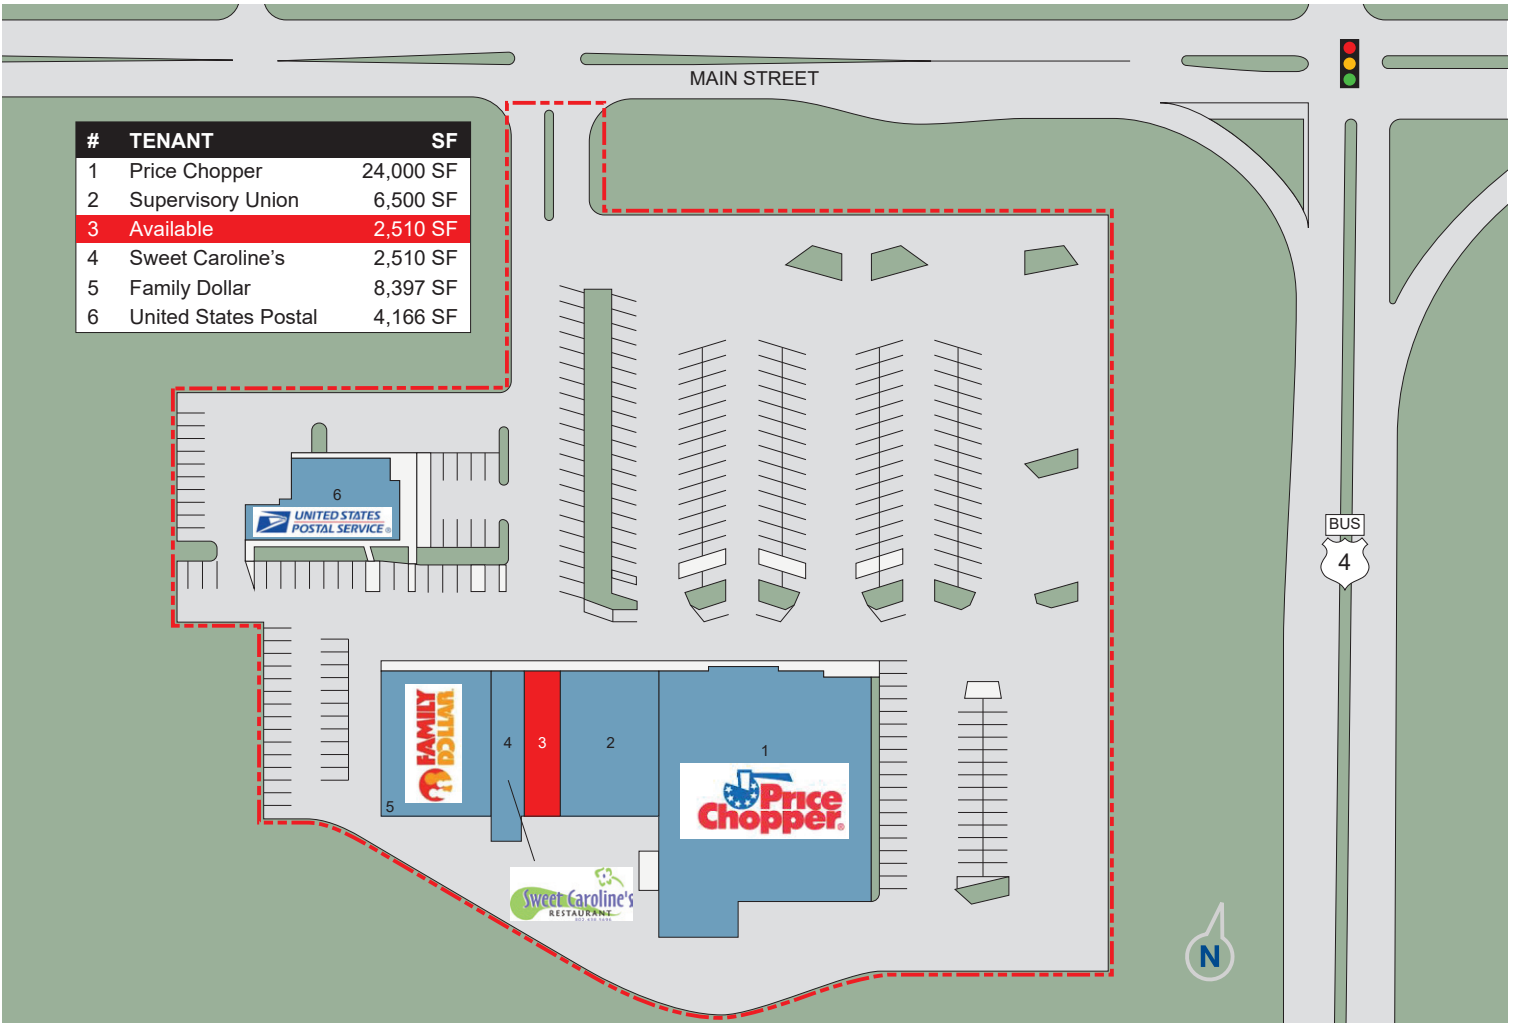 MAIN STREET
# TENANT SF
1 Price Chopper 24,000 SF
2 Supervisory Union 6,500 SF
3 Available 2,510 SF
4 Sweet Caroline's 2,510 SF
5 Family Dollar 8,397 SF
6 United States Postal 4,166 SF
6
UNITED STATES
POSTAL SERVICE®
BUS
4
FAMILY
DOLLAR
5
4
3
2
1
Price
Chopper®
Sweet Caroline's
RESTAURANT
N